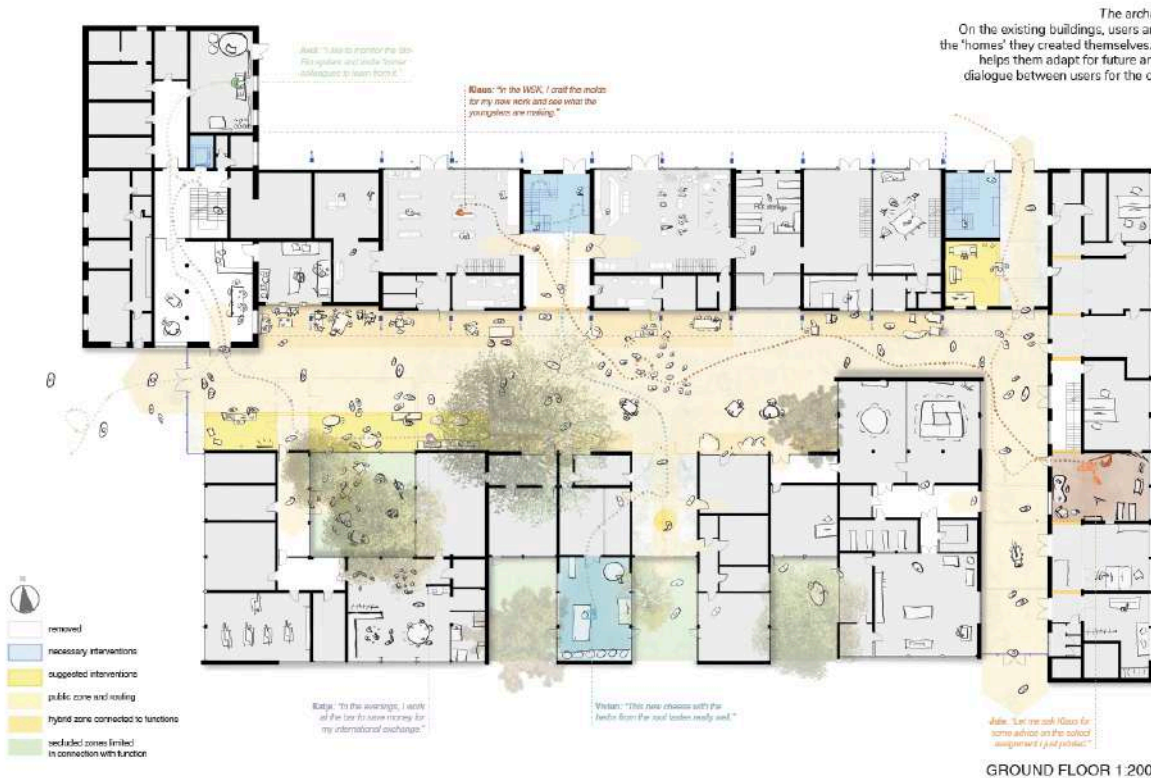 The archi
On the existing buildings, users a
the 'homes' they created themselves.
helps them adapt for future an
dialogue between users for the c
Klaus: "In the WSK, I craft the molds
for my new work and see what the
youngsters are making."
N
removed
necessary interventions
suggested interventions
public zone and routing
hybrid zone connected to functions
secluded zones limited
in connection with function
Katja: "In the evenings, I work
at the bar to save money for
my international exchange."
Vivian: "This new cheese with the
herbs from the roof tastes really well."
Julie: "Let me ask Klaus for
some advice on the school
assignment I just printed."
GROUND FLOOR 1:200